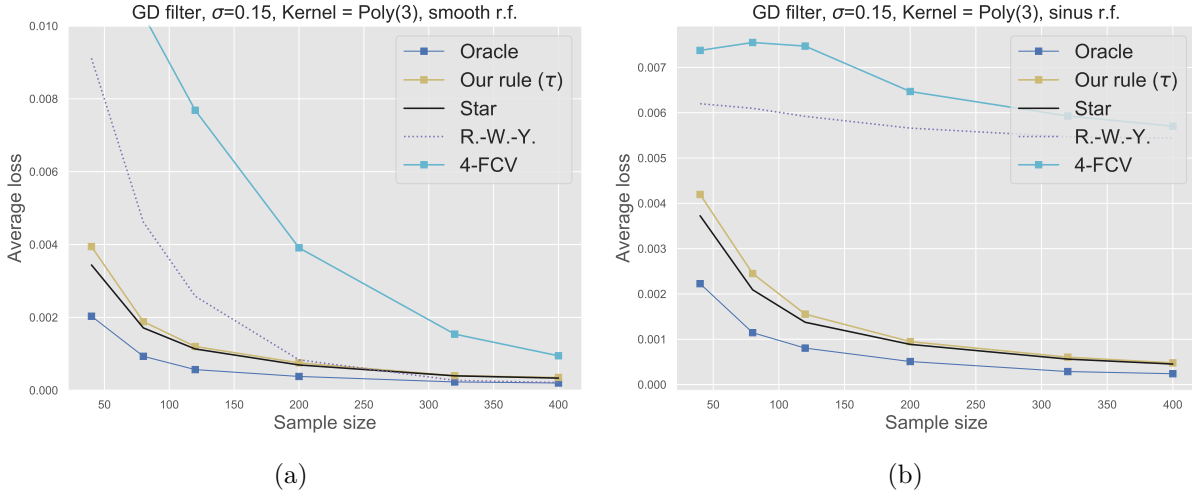 GD filter, σ=0.15, Kernel = Poly(3), smooth r.f.
0.010
0.008
0.006
0.004
0.002
0.000
Average loss
50 100 150 200 250 300 350 400
Sample size
Oracle
Our rule (τ)
Star
R.-W.-Y.
4-FCV
(a)
GD filter, σ=0.15, Kernel = Poly(3), sinus r.f.
0.007
0.006
0.005
0.004
0.003
0.002
0.001
0.000
Average loss
50 100 150 200 250 300 350 400
Sample size
Oracle
Our rule (τ)
Star
R.-W.-Y.
4-FCV
(b)